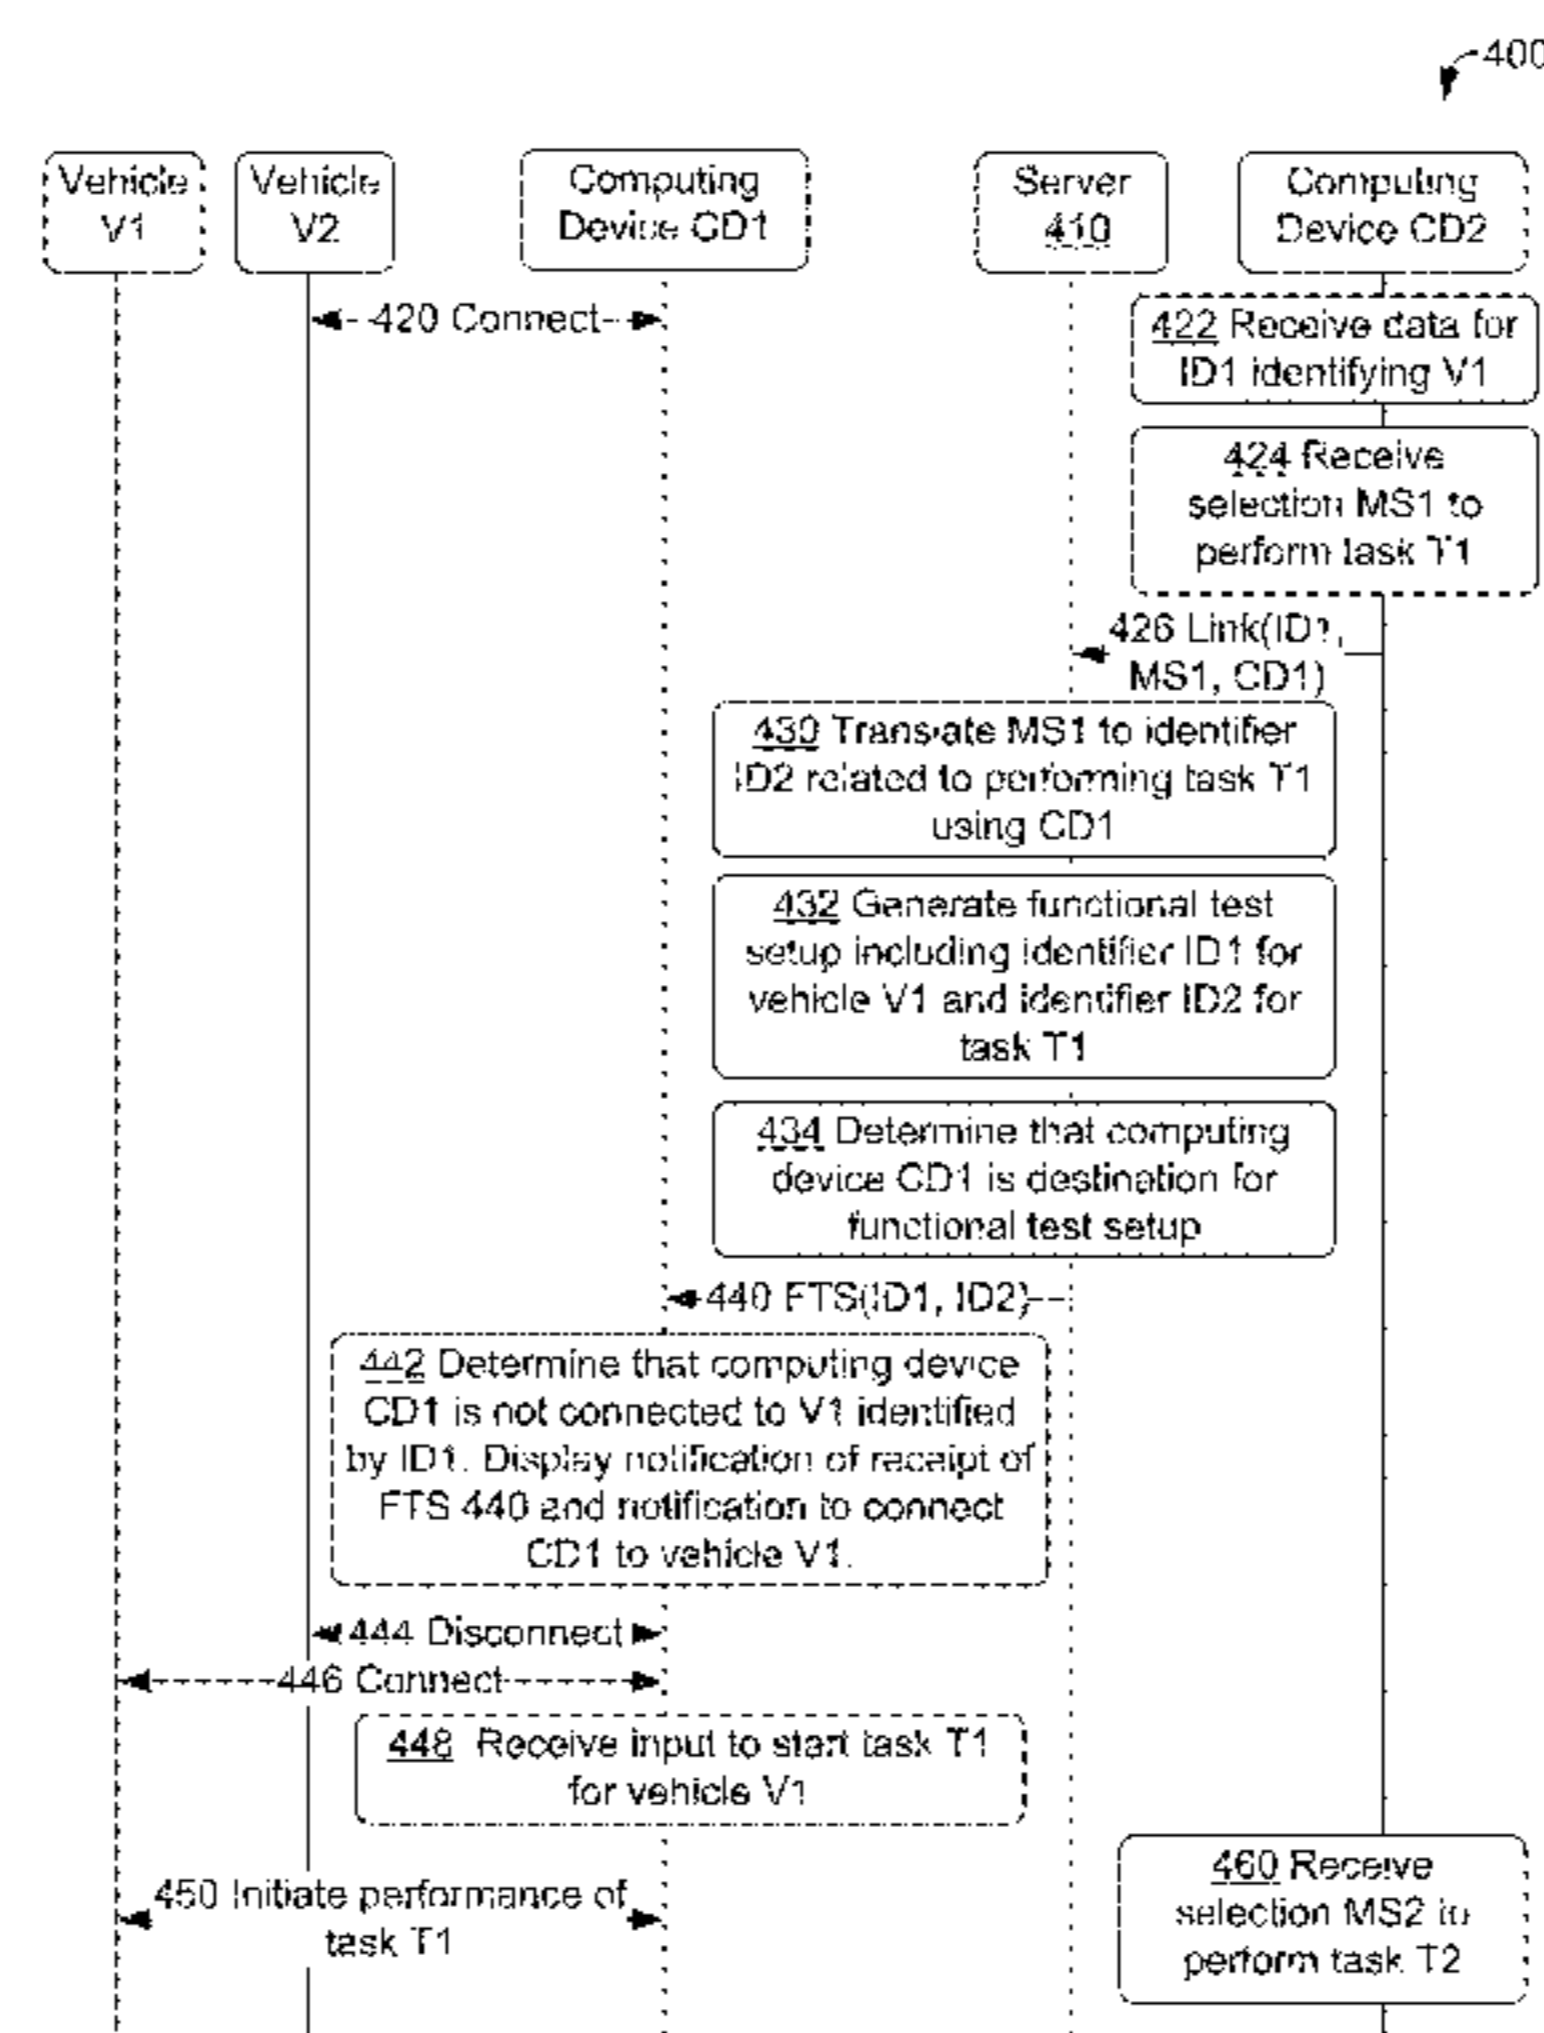 400
Vehicle
V1
Vehicle
V2
Computing
Device CD1
Server
410
Computing
Device CD2
420 Connect
422 Receive data for
ID1 identifying V1
424 Receive
selection MS1 to
perform task T1
426 Link(ID1,
MS1, CD1)
430 Translate MS1 to identifier
ID2 related to performing task T1
using CD1
432 Generate functional test
setup including identifier ID1 for
vehicle V1 and identifier ID2 for
task T1
434 Determine that computing
device CD1 is destination for
functional test setup
440 FTS(ID1, ID2)
442 Determine that computing device
CD1 is not connected to V1 identified
by ID1. Display notification of receipt of
FTS 440 and notification to connect
CD1 to vehicle V1.
444 Disconnect
446 Connect
448 Receive input to start task T1
for vehicle V1
450 Initiate performance of
task T1
460 Receive
selection MS2 to
perform task T2